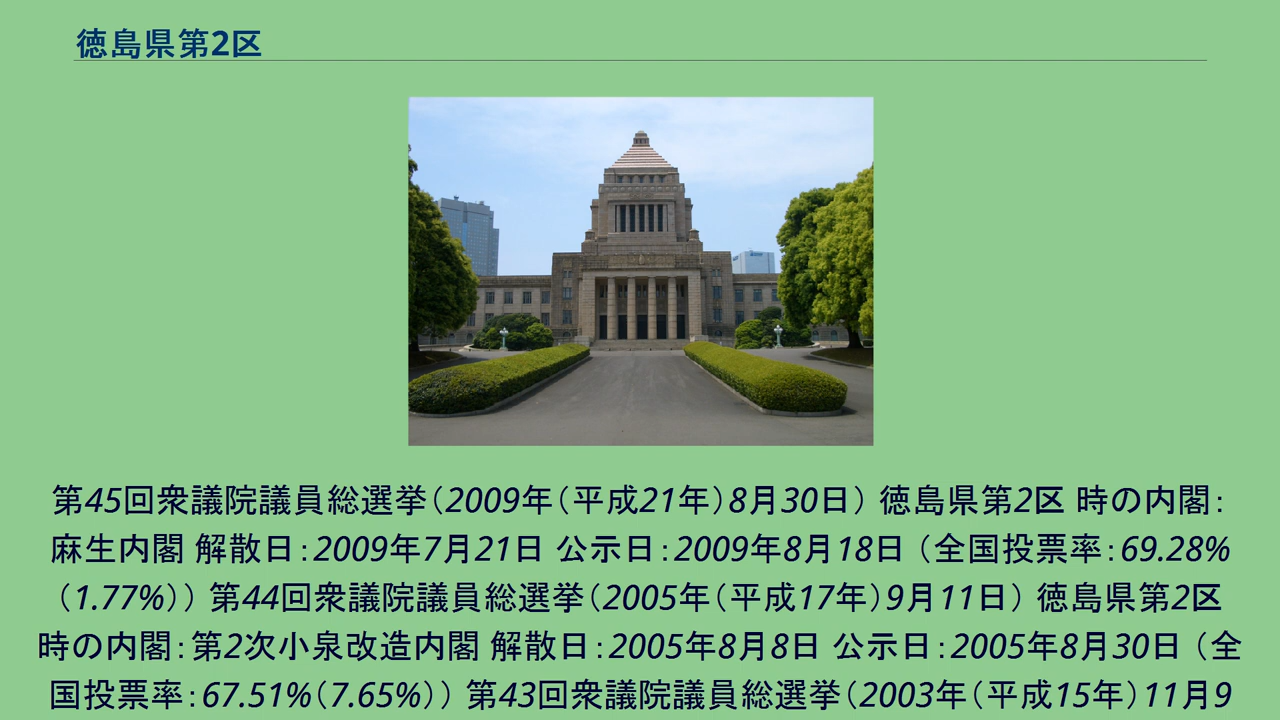 徳島県第2区
第45回衆議院議員総選挙（2009年（平成21年）8月30日） 徳島県第2区 時の内閣：
麻生内閣 解散日：2009年7月21日 公示日：2009年8月18日 （全国投票率：69.28%
（1.77%）） 第44回衆議院議員総選挙（2005年（平成17年）9月11日） 徳島県第2区
時の内閣：第2次小泉改造内閣 解散日：2005年8月8日 公示日：2005年8月30日 （全
国投票率：67.51%（7.65%）） 第43回衆議院議員総選挙（2003年（平成15年）11月9